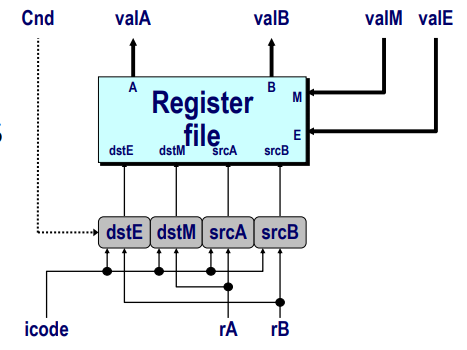 Cnd valA valB valM valE
A B
Register
M
file
E
dstE dstM srcA srcB
dstE dstM srcA srcB
icode rA rB